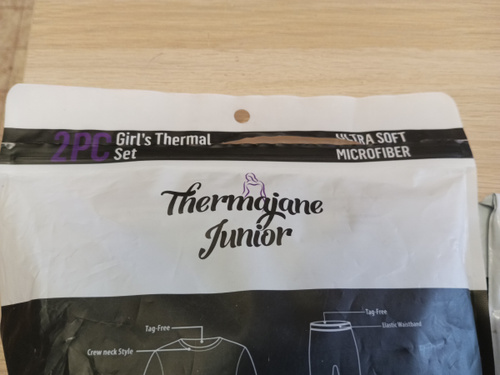 2PC Girl's Thermal
Set
ULTRA SOFT
MICROFIBER
Thermajane
Junior
Tag-Free
Crew neck Style
Tag-Free
Elastic Waistband